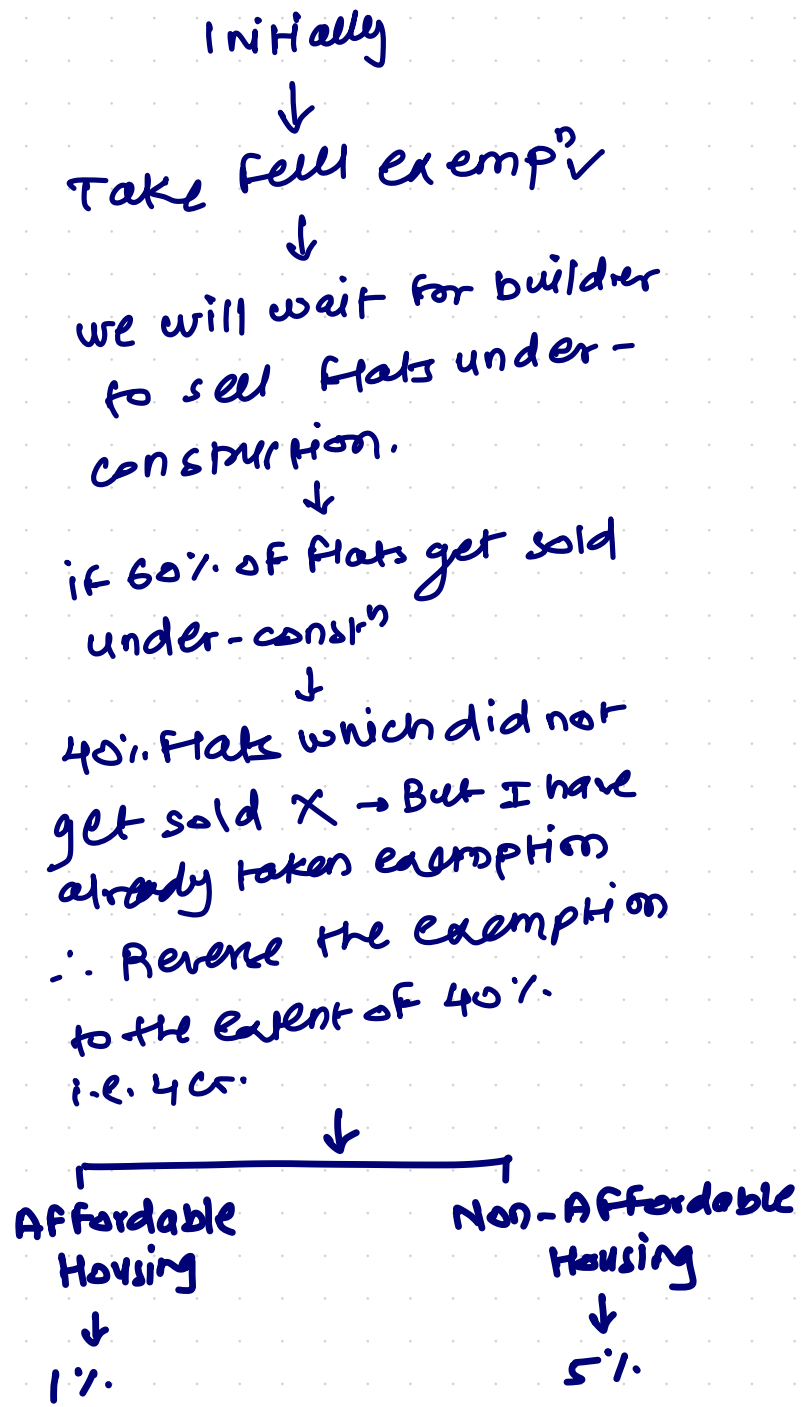 Initially
↓
Take full exempⁿ ✓
↓
we will wait for builder
to sell flats under-
construction.
↓
if 60% of flats get sold
under-constrⁿ
↓
40% flats which did not
get sold X → But I have
already taken exemption
∴ Reverse the exemption
to the extent of 40%
i.e. 4 cr.
↓
Affordable Housing
↓
1%
Non-Affordable Housing
↓
5%